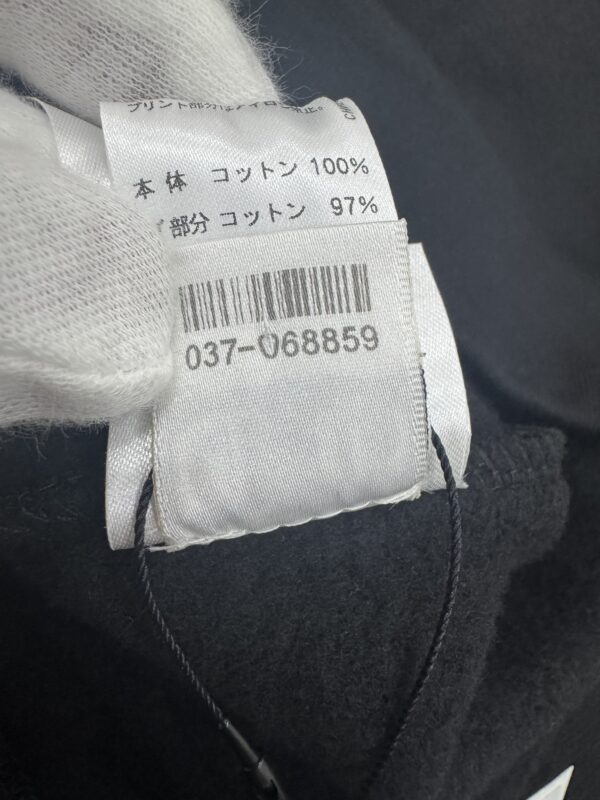 本体 コットン 100%
部分 コットン 97%
037-068859